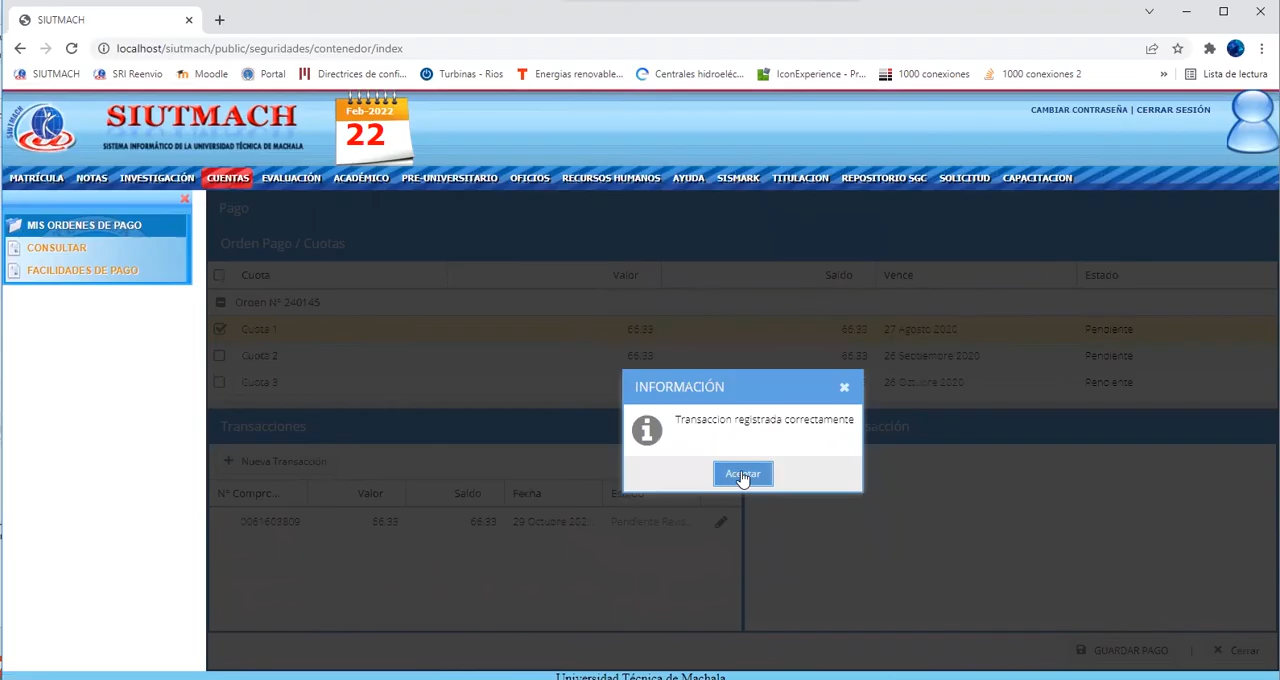 SIUTMACH
localhost/siutmach/public/seguridades/contenedor/index
SIUTMACH SRI Reenvio Moodle Portal Directrices de confi... Turbinas - Rios Energias renovable... Centrales hidroeléc... IconExperience - Pr... 1000 conexiones 1000 conexiones 2 » Lista de lectura
SIUTMACH
SISTEMA INFORMÁTICO DE LA UNIVERSIDAD TÉCNICA DE MACHALA
Feb-2022
22
CAMBIAR CONTRASEÑA | CERRAR SESIÓN
MATRÍCULA NOTAS INVESTIGACIÓN CUENTAS EVALUACIÓN ACADÉMICO PRE-UNIVERSITARIO OFICIOS RECURSOS HUMANOS AYUDA SISMARK TITULACION REPOSITORIO SGC SOLICITUD CAPACITACION
MIS ORDENES DE PAGO
CONSULTAR
FACILIDADES DE PAGO
Pago
Orden Pago / Cuotas
Cuota Valor Saldo Vence Estado
Orden Nº 240145
Cuota 1 66.33 66.33 27 Agosto 2020 Pendiente
Cuota 2 66.33 66.33 26 Septiembre 2020 Pendiente
Cuota 3 26 Octubre 2020 Pendiente
INFORMACIÓN
Transaccion registrada correctamente
Aceptar
Transacciones
Nueva Transacción
Nº Compro... Valor Saldo Fecha
0061603809 66.33 66.33 29 Octubre 202 Pendiente Revis...
GUARDAR PAGO | Cerrar
Universidad Técnica de Machala